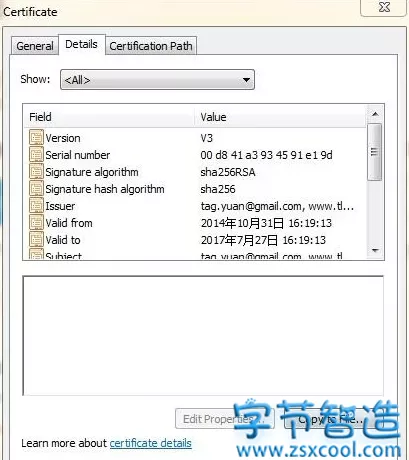 Certificate
General Details Certification Path
Show: <All>
Field Value
Version V3
Serial number 00 d8 41 a3 93 45 91 e1 9d
Signature algorithm sha256RSA
Signature hash algorithm sha256
Issuer tag.yuan@gmail.com, www.tl...
Valid from 2014年10月31日 16:19:13
Valid to 2017年7月27日 16:19:13
Subject tag.yuan@gmail.com, www.tl...
Edit Properties... Copy to File...
字节智造
Learn more about certificate details
www.zsxcool.com